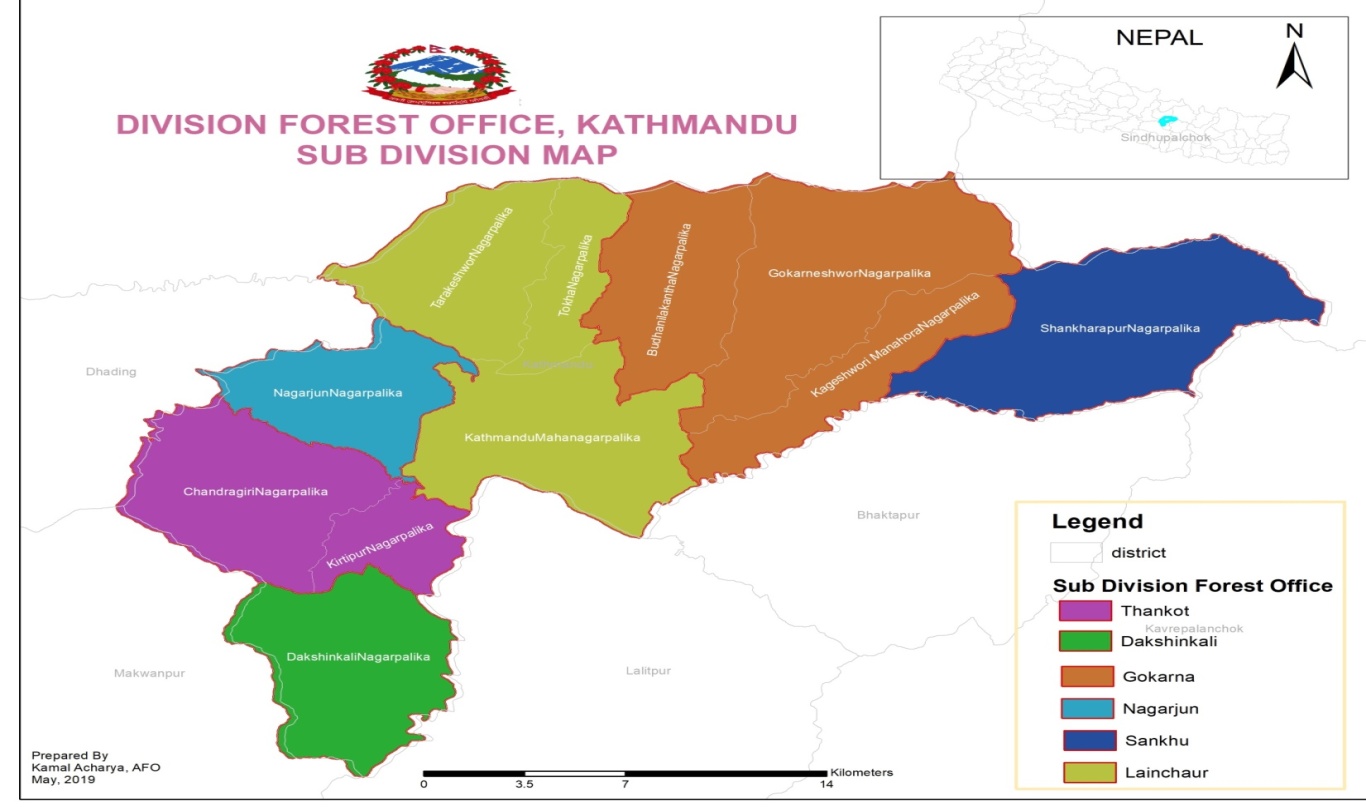 NEPAL
N
Sindhupalchok
DIVISION FOREST OFFICE, KATHMANDU
SUB DIVISION MAP
TarakeshworNagarpalika
TokhaNagarpalika
BudhanilakanthaNagarpalika
GokarneshworNagarpalika
Kageshwori ManahoraNagarpalika
ShankharapurNagarpalika
Dhading
NagarjunNagarpalika
KathmanduMahanagarpalika
ChandragiriNagarpalika
KirtipurNagarpalika
Bhaktapur
DakshinkaliNagarpalika
Makwanpur
Lalitpur
Legend
district
Sub Division Forest Office
Thankot
Kavrepalanchok
Dakshinkali
Gokarna
Nagarjun
Sankhu
Lainchaur
Prepared By
Kamal Acharya, AFO
May, 2019
Kilometers
0 3.5 7 14